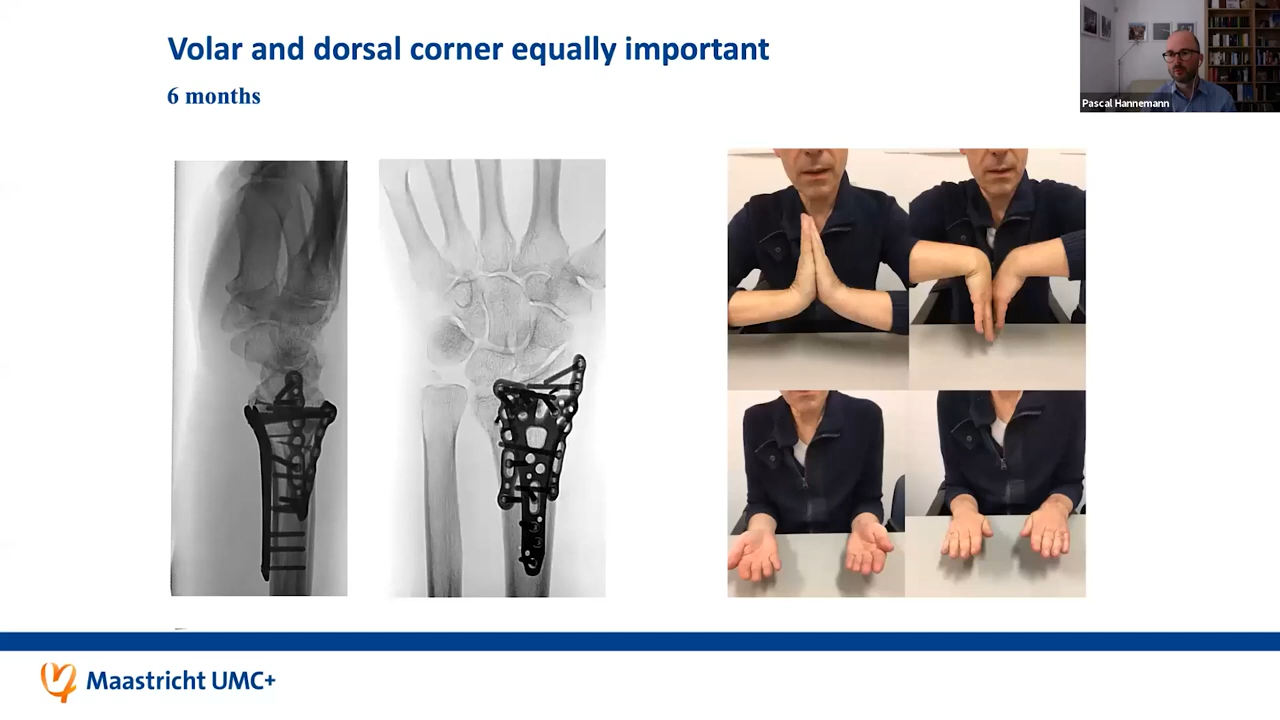 Volar and dorsal corner equally important
6 months
Pascal Hannemann
Maastricht UMC+